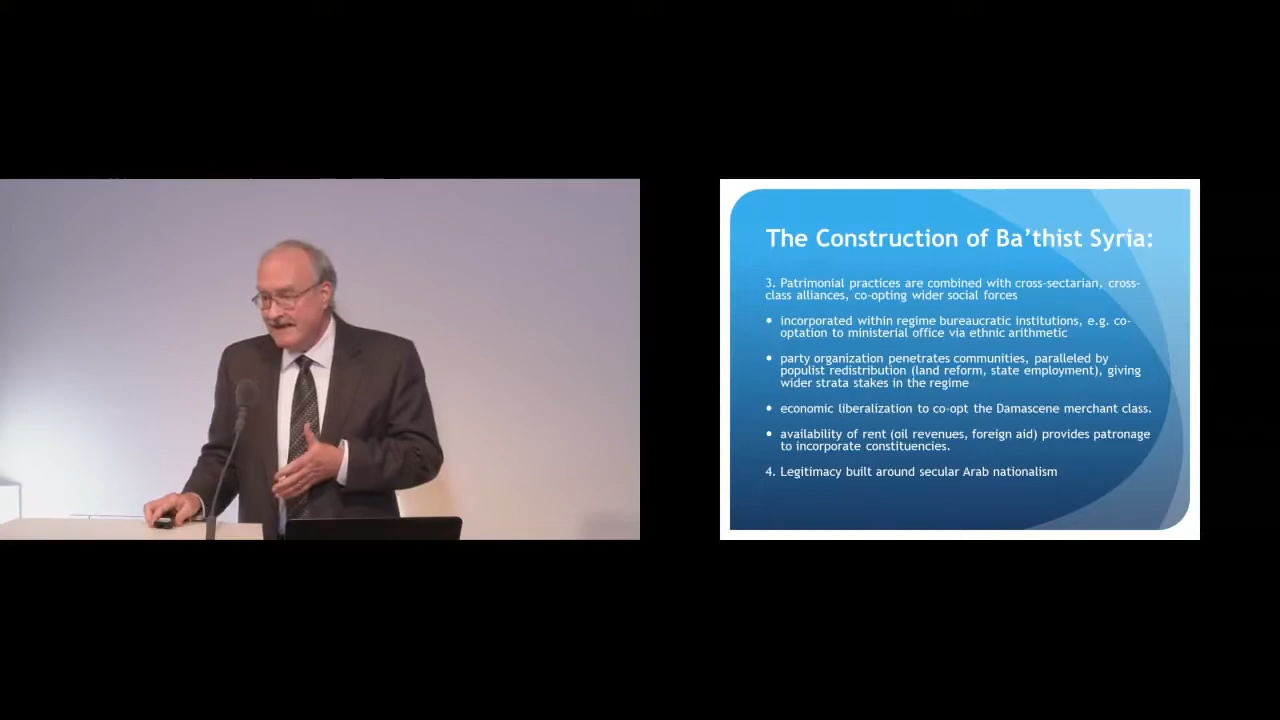 The Construction of Ba’thist Syria:
3. Patrimonial practices are combined with cross-sectarian, cross-
class alliances, co-opting wider social forces
• incorporated within regime bureaucratic institutions, e.g. co-
optation to ministerial office via ethnic arithmetic
• party organization penetrates communities, paralleled by
populist redistribution (land reform, state employment), giving
wider strata stakes in the regime
• economic liberalization to co-opt the Damascene merchant class.
• availability of rent (oil revenues, foreign aid) provides patronage
to incorporate constituencies.
4. Legitimacy built around secular Arab nationalism